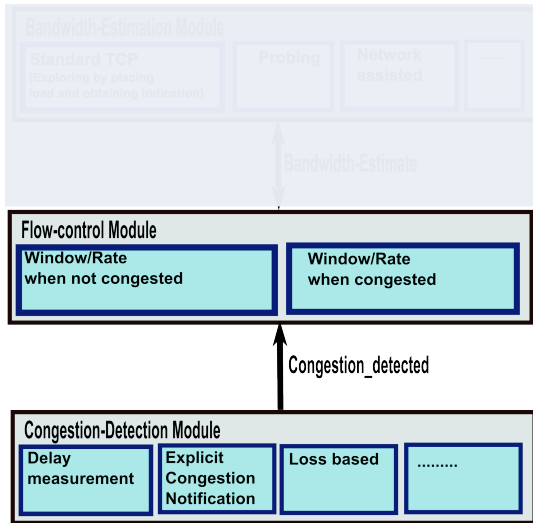 Bandwidth-Estimation Module
Standard TCP
(Exploring by placing
load and obtaining indication)
Probing
Network
assisted
......
Bandwidth-Estimate
Flow-control Module
Window/Rate
when not congested
Window/Rate
when congested
Congestion_detected
Congestion-Detection Module
Delay
measurement
Explicit
Congestion
Notification
Loss based
.........